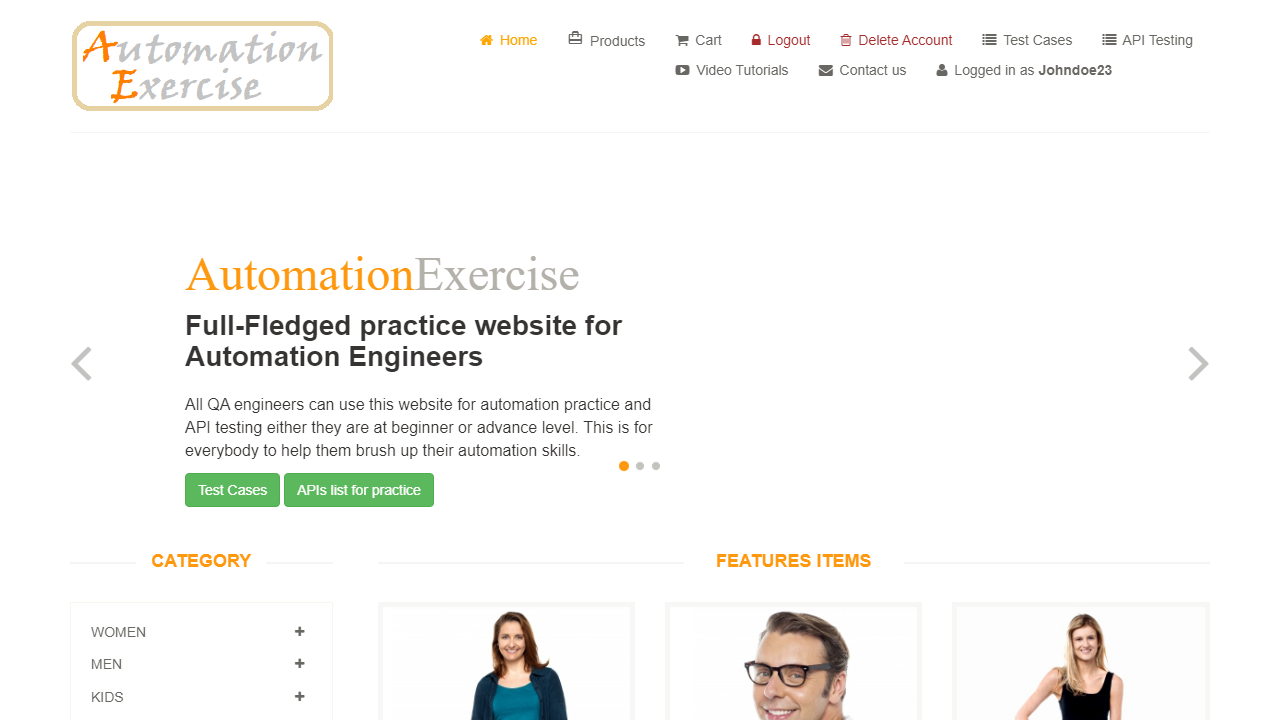 Automation
Exercise
Home Products Cart Logout Delete Account Test Cases API Testing
Video Tutorials Contact us Logged in as Johndoe23
AutomationExercise
Full-Fledged practice website for
Automation Engineers
All QA engineers can use this website for automation practice and
API testing either they are at beginner or advance level. This is for
everybody to help them brush up their automation skills.
Test Cases APIs list for practice
CATEGORY
WOMEN
MEN
KIDS
FEATURES ITEMS